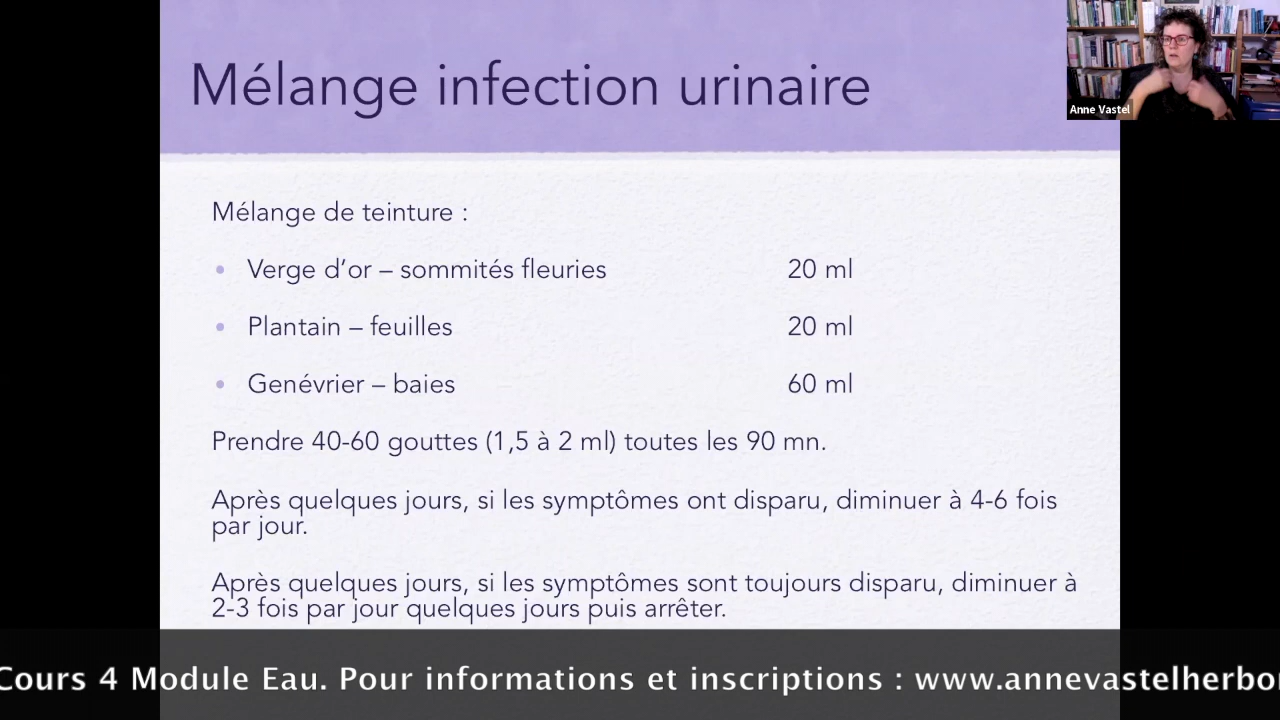 Mélange infection urinaire
Anne Vastel
Mélange de teinture :
• Verge d’or – sommités fleuries 20 ml
• Plantain – feuilles 20 ml
• Genévrier – baies 60 ml
Prendre 40-60 gouttes (1,5 à 2 ml) toutes les 90 mn.
Après quelques jours, si les symptômes ont disparu, diminuer à 4-6 fois
par jour.
Après quelques jours, si les symptômes sont toujours disparu, diminuer à
2-3 fois par jour quelques jours puis arrêter.
Cours 4 Module Eau. Pour informations et inscriptions : www.annevastelherbo